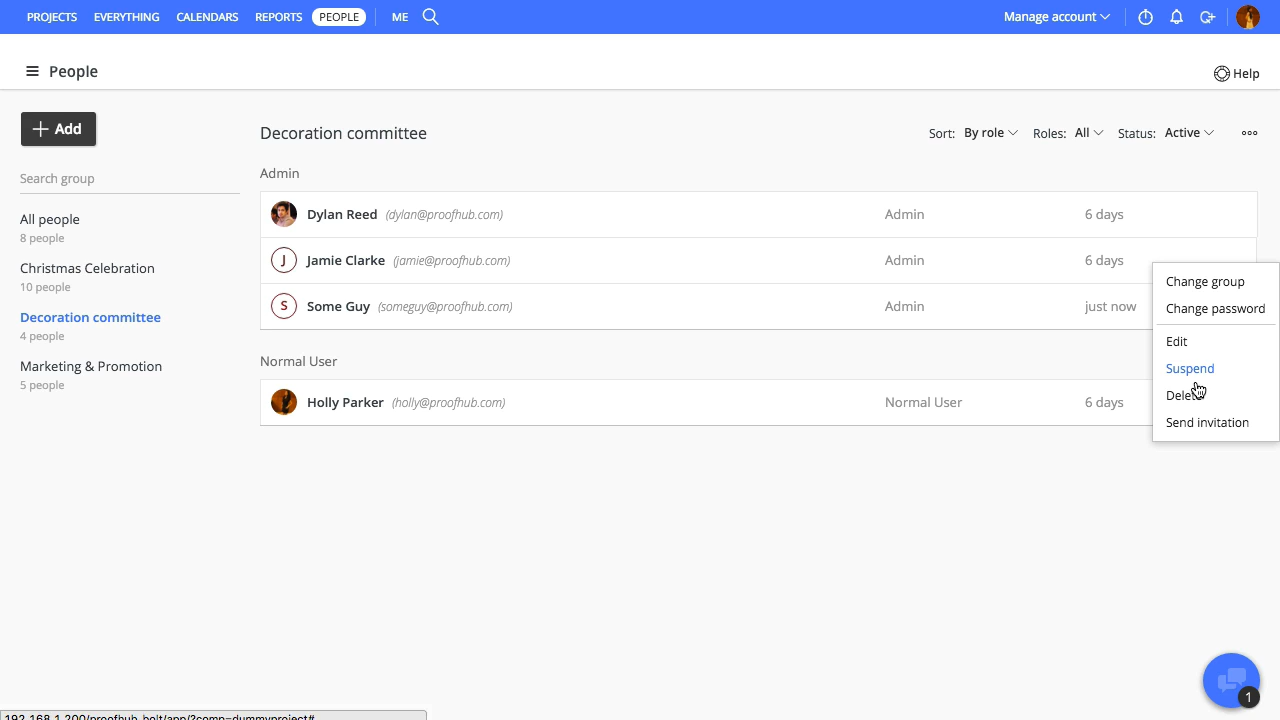 PROJECTS EVERYTHING CALENDARS REPORTS PEOPLE ME Manage account
People
Help
Add
Decoration committee Sort: By role Roles: All Status: Active
Search group
Admin
All people
8 people
Dylan Reed (dylan@proofhub.com) Admin 6 days
Christmas Celebration
10 people
Jamie Clarke (jamie@proofhub.com) Admin 6 days
Decoration committee
4 people
S Some Guy (someguy@proofhub.com) Admin just now
J
Marketing & Promotion
5 people
Normal User
Holly Parker (holly@proofhub.com) Normal User 6 days
Change group
Change password
Edit
Suspend
Send invitation
1